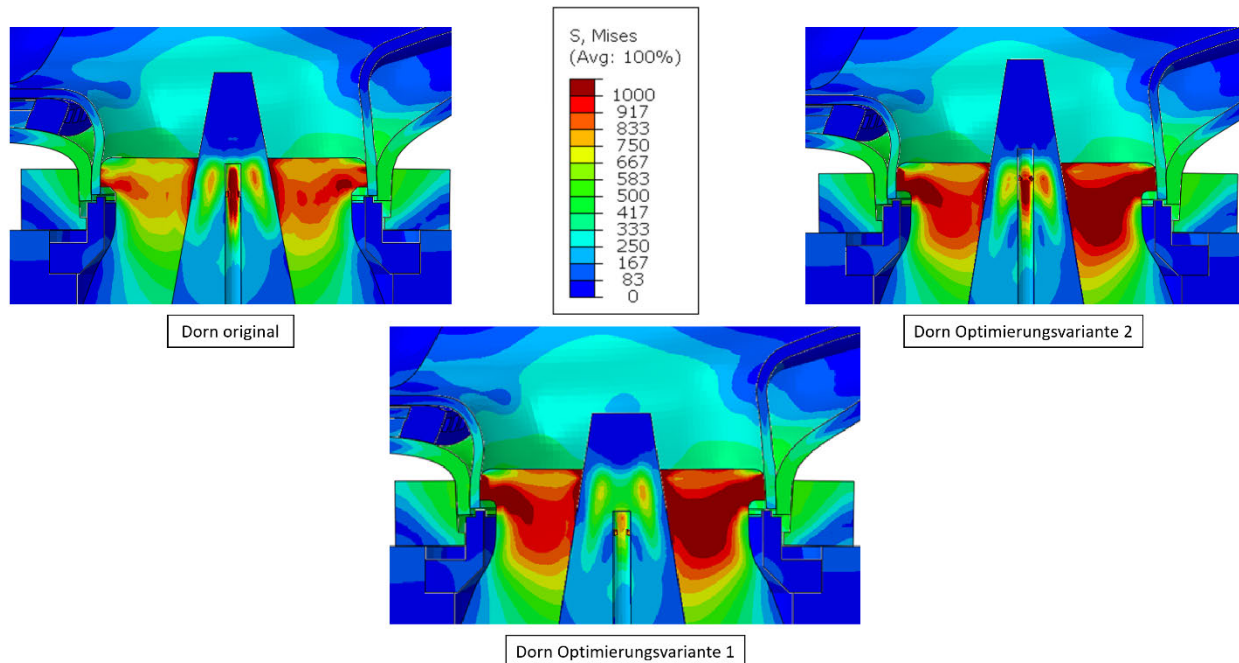 S, Mises
(Avg: 100%)
1000
917
833
750
667
583
500
417
333
250
167
83
0
Dorn original
Dorn Optimierungsvariante 2
Dorn Optimierungsvariante 1